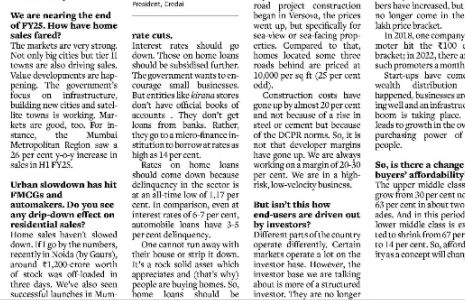 We are nearing the end
of FY25. How have home
sales fared?
The markets are very strong.
Not only big cities but tier II
towns are also driving sales.
Value developments are hap-
pening. The government's
focus on infrastructure,
building new cities and satel-
lite towns is working. Mar-
kets are good, too. For in-
stance, the Mumbai
Metropolitan Region saw a
26 per cent y-o-y increase in
sales in H1 FY25.
Urban slowdown has hit
FMCGs and
automakers. Do you see
any drip-down effect on
residential sales?
Home sales haven't slowed
down. If I go by the numbers,
recently in Noida (by Gaurs),
around ₹1,200-crore worth
of stock was off-loaded in
three days. We've also seen
successful launches in Mum-
President, Credai
rate cuts.
Interest rates should go
down. Those on home loans
should be subsidised further.
The government wants to en-
courage small businesses.
But entities like kirana stores
don't have official books of
accounts. They don't get
loans from banks. Rather,
they go to a micro-finance in-
stitution to borrow at rates as
high as 14 per cent.
Rates on home loans
should come down because
delinquency in the sector is
at an all-time low of 1.17 per
cent. In comparison, even at
interest rates of 6-7 per cent,
automobile loans have 3-5
per cent delinquency.
One cannot run away with
their house or strip it down.
It's a rock solid asset which
appreciates and (that's why)
people are buying homes. So,
home loans should be
road project construction
began in Versova, the prices
went up, but specifically for
sea-view or sea-facing prop-
erties. Compared to that,
homes located some three
roads behind are priced at
10,000 per sq ft (25 per cent
odd).
Construction costs have
gone up by almost 20 per cent
and not because of a rise in
steel or cement but because
of the DCPR norms. So, it is
not that developer margins
have gone up. We are always
working on a margin of 20-30
per cent. We are in a high-
risk, low-velocity business.
But isn't this how
end-users are driven out
by investors?
Different part of the country
operate differently. Certain
markets operate a lot on the
investor base. However, the
investor base we are talking
about is more of a structured
investor. They are no longer
bers have increased, but
no longer come in the
lakh price bracket.
In 2018, one company
moter hit the ₹100 c
bracket; in 2022, there a
such promoters a month
Start-ups have con
wealth distribution
happened, businesses ar
ing well and an infrastruc
boom is taking place.
leads to growth in the ov
purchasing power of
people.
So, is there a change
buyers' affordability
The upper middle class
grow from 30 per cent no
63 per cent in about two
ades. And in this period
lower middle class is ex
ted to shrink from 67 per
to 14 per cent. So, afford
ity as a concept will chan